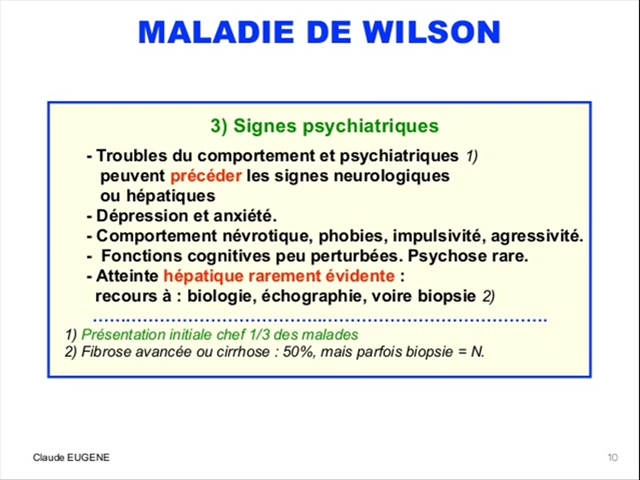 MALADIE DE WILSON
3) Signes psychiatriques
- Troubles du comportement et psychiatriques 1)
peuvent précéder les signes neurologiques
ou hépatiques
- Dépression et anxiété.
- Comportement névrotique, phobies, impulsivité, agressivité.
- Fonctions cognitives peu perturbées. Psychose rare.
- Atteinte hépatique rarement évidente :
recours à : biologie, échographie, voire biopsie 2)
1) Présentation initiale chef 1/3 des malades
2) Fibrose avancée ou cirrhose : 50%, mais parfois biopsie = N.
Claude EUGENE
10